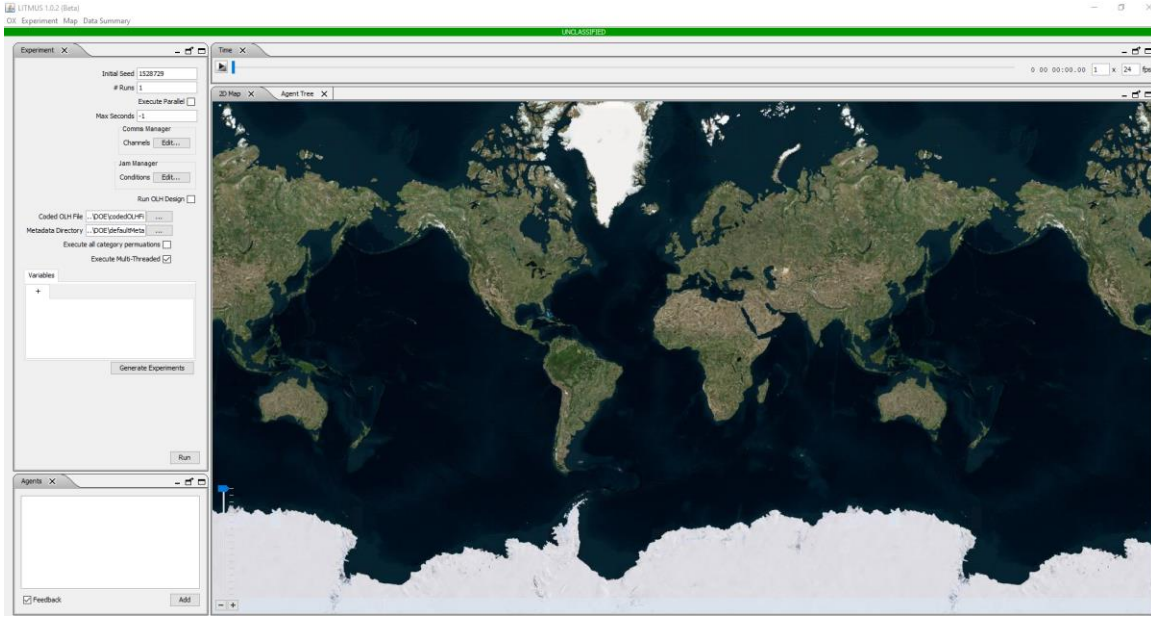 LITMUS 1.0.2 (Beta)
OX Experiment Map Data Summary
UNCLASSIFIED
Experiment X
Initial Seed 1528729
# Runs 1
Execute Parallel
Max Seconds -1
Comms Manager
Channels Edit...
Jam Manager
Conditions Edit...
Run OLH Design
Coded OLH File ...\DOE\codedOLHFi ...
Metadata Directory ...\DOE\defaultMeta ...
Execute all category permuations
Execute Multi-Threaded
Variables
+
Generate Experiments
Run
Agents X
Feedback Add
Time X
0 00 00:00.00 1 x 24 fps
2D Map X Agent Tree X
- +